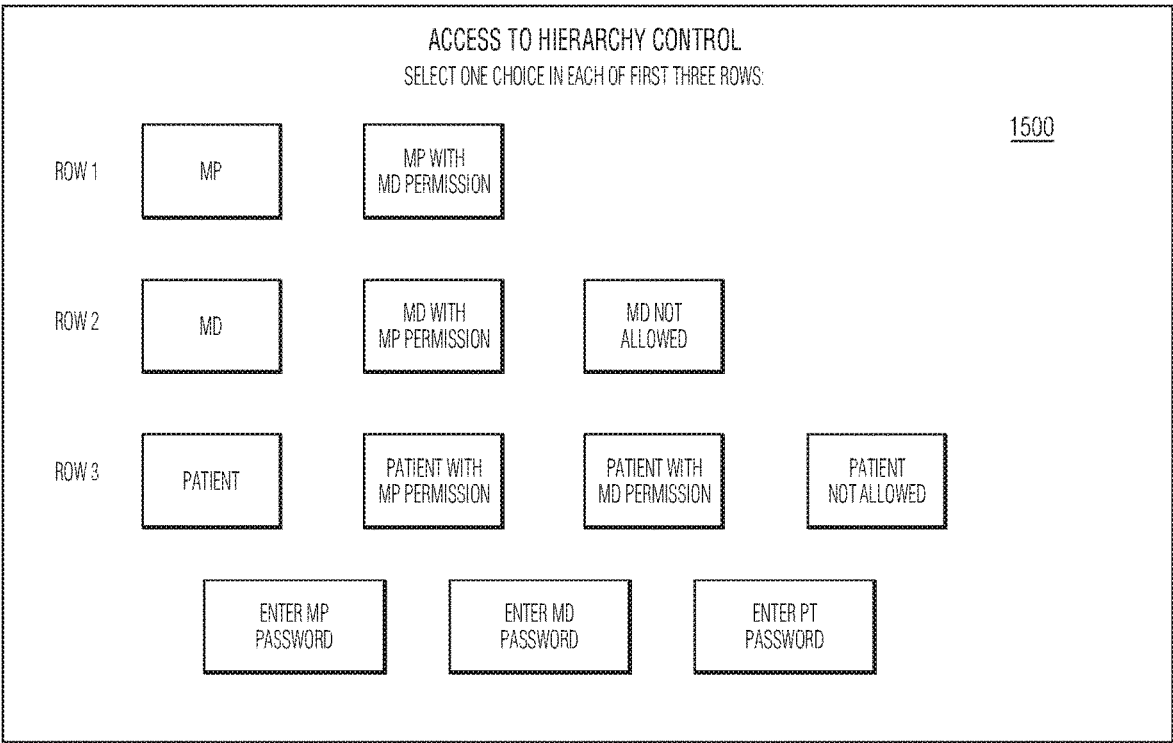 ACCESS TO HIERARCHY CONTROL
SELECT ONE CHOICE IN EACH OF FIRST THREE ROWS:
1500
ROW 1
MP
MP WITH
MD PERMISSION
ROW 2
MD
MD WITH
MP PERMISSION
MD NOT
ALLOWED
ROW 3
PATIENT
PATIENT WITH
MP PERMISSION
PATIENT WITH
MD PERMISSION
PATIENT
NOT ALLOWED
ENTER MP
PASSWORD
ENTER MD
PASSWORD
ENTER PT
PASSWORD